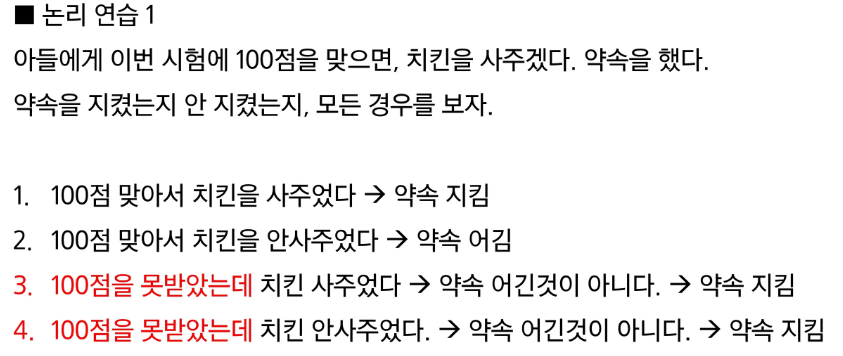 ■ 논리 연습 1
아들에게 이번 시험에 100점을 맞으면, 치킨을 사주겠다. 약속을 했다.
약속을 지켰는지 안 지켰는지, 모든 경우를 보자.
1. 100점 맞아서 치킨을 사주었다 → 약속 지킴
2. 100점 맞아서 치킨을 안사주었다 → 약속 어김
3. 100점을 못받았는데 치킨 사주었다 → 약속 어긴것이 아니다. → 약속 지킴
4. 100점을 못받았는데 치킨 안사주었다. → 약속 어긴것이 아니다. → 약속 지킴